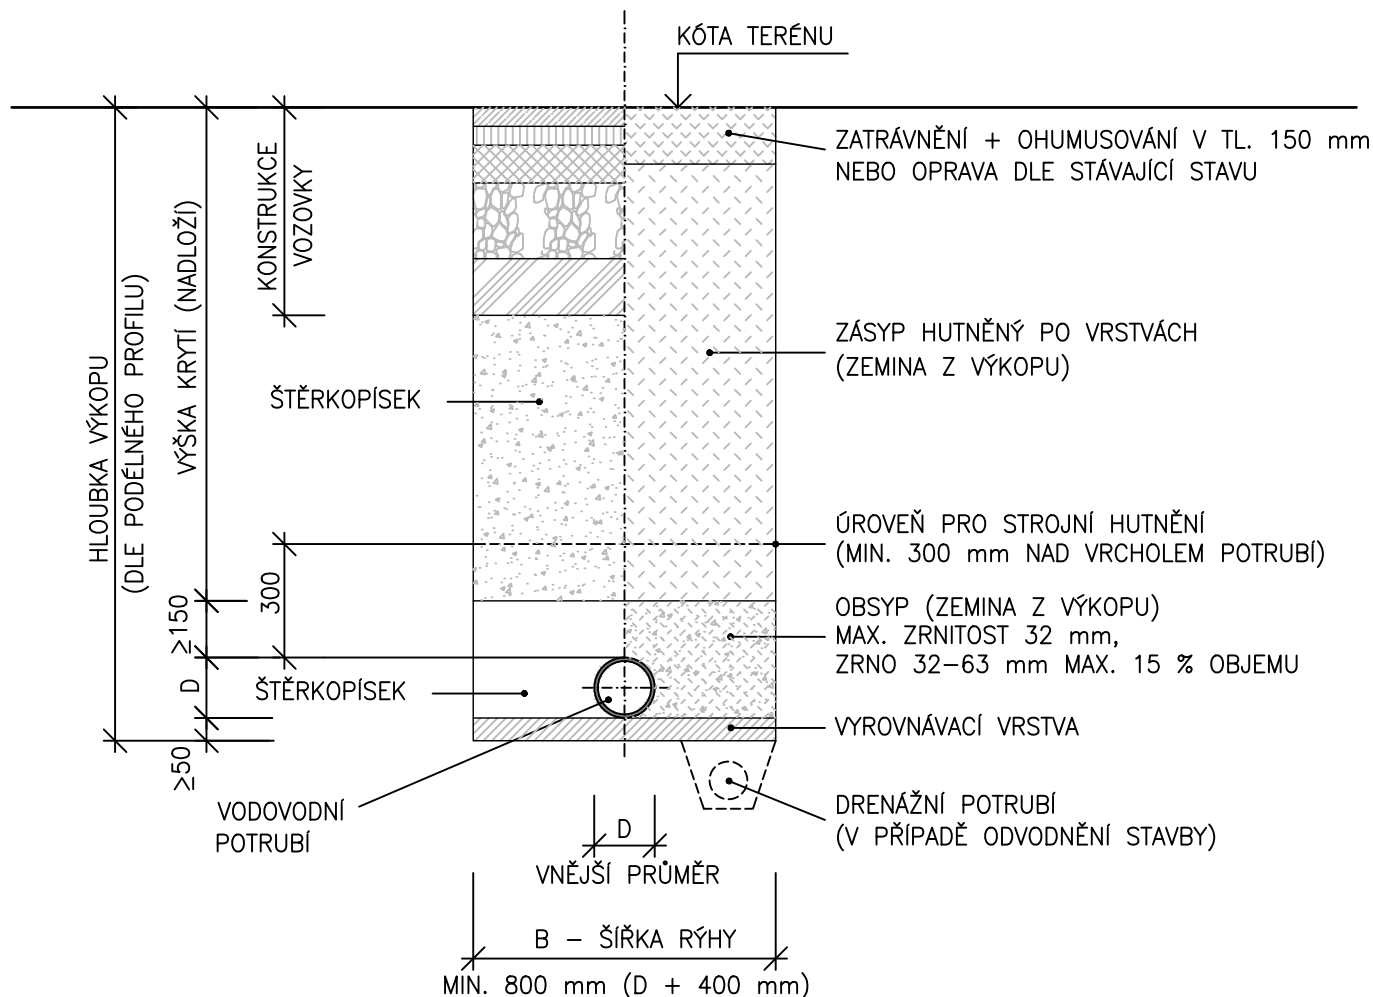 KÓTA TERÉNU
ZATRÁVNĚNÍ + OHUMUSOVÁNÍ V TL. 150 mm
NEBO OPRAVA DLE STÁVAJÍCÍ STAVU
KONSTRUKCE
VOZOVKY
VÝŠKA KRYTÍ (NADLOŽÍ)
HLOUBKA VÝKOPU
(DLE PODÉLNÉHO PROFILU)
ZÁSYP HUTNĚNÝ PO VRSTVÁCH
(ZEMINA Z VÝKOPU)
ŠTĚRKOPÍSEK
ÚROVEŇ PRO STROJNÍ HUTNĚNÍ
(MIN. 300 mm NAD VRCHOLEM POTRUBÍ)
300
≥150
OBSYP (ZEMINA Z VÝKOPU)
MAX. ZRNITOST 32 mm,
ZRNO 32–63 mm MAX. 15 % OBJEMU
D
ŠTĚRKOPÍSEK
VYROVNÁVACÍ VRSTVA
≥50
VODOVODNÍ
POTRUBÍ
DRENÁŽNÍ POTRUBÍ
(V PŘÍPADĚ ODVODNĚNÍ STAVBY)
D
VNĚJŠÍ PRŮMĚR
B – ŠÍŘKA RÝHY
MIN. 800 mm (D + 400 mm)